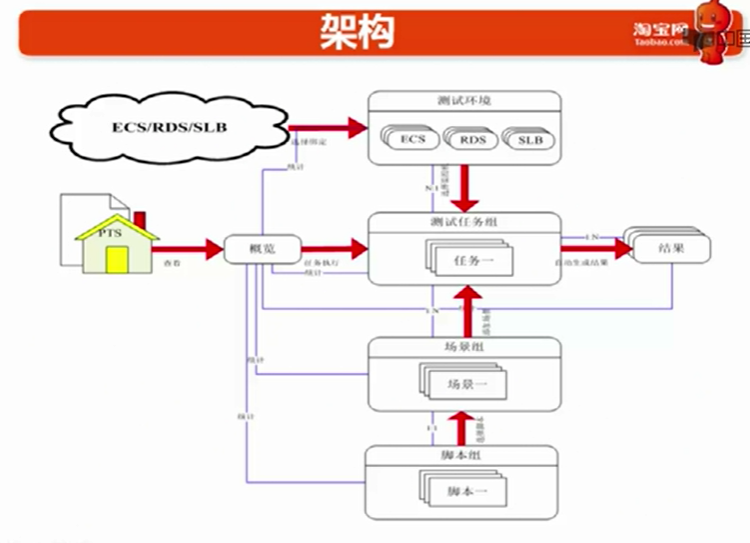 架构
淘宝网
Taobao.com
ECS/RDS/SLB
选择绑定
统计
测试环境
ECS
RDS
SLB
N 1
PTS
查看
概览
任务执行
统计
测试任务组
任务一
1 N
自动生成结果
结果
1 N
场景组
场景一
统计
统计
1 1
脚本组
脚本一